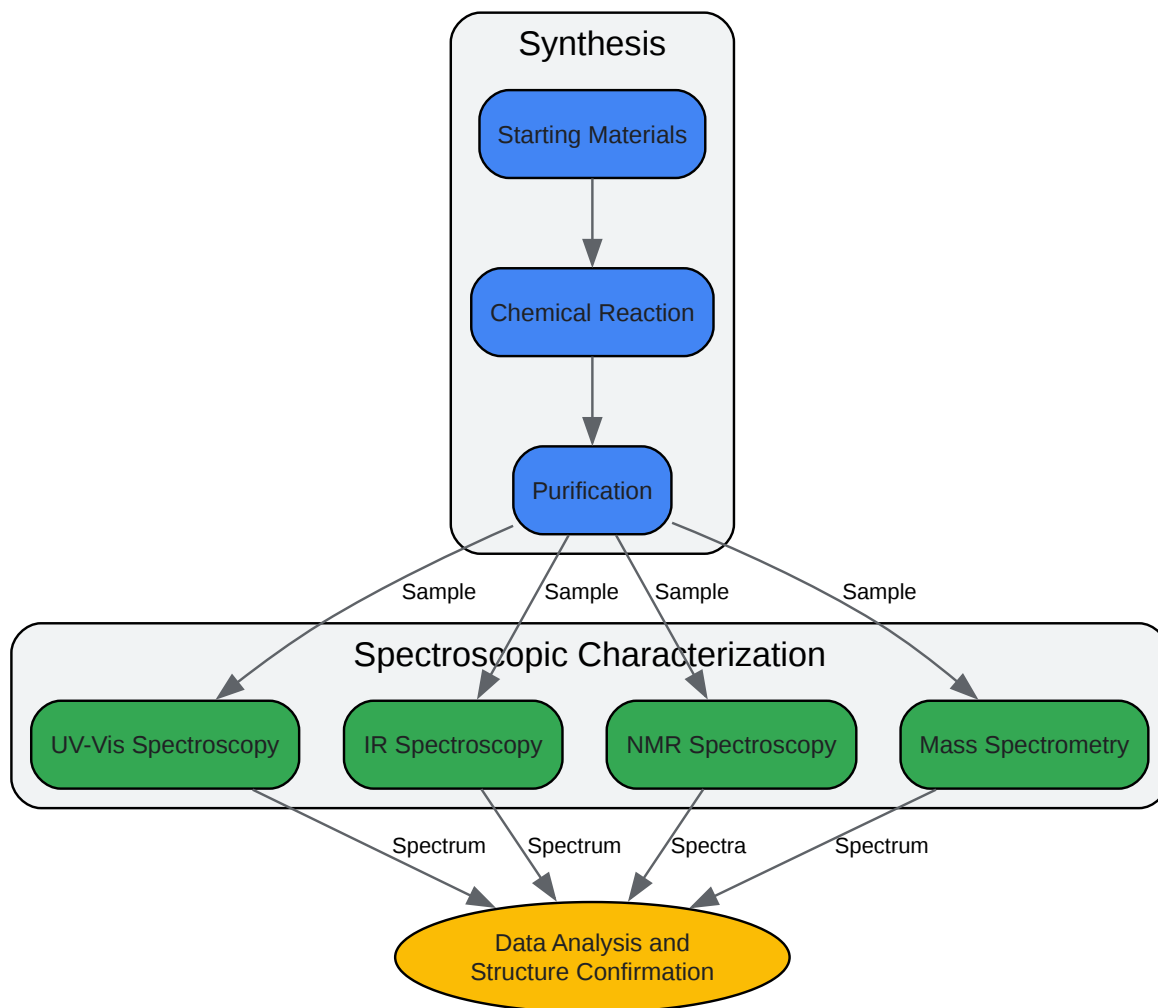 Synthesis
Starting Materials
Chemical Reaction
Purification
Sample
Sample
Sample
Sample
Spectroscopic Characterization
UV-Vis Spectroscopy
IR Spectroscopy
NMR Spectroscopy
Mass Spectrometry
Spectrum
Spectrum
Spectra
Spectrum
Data Analysis and
Structure Confirmation